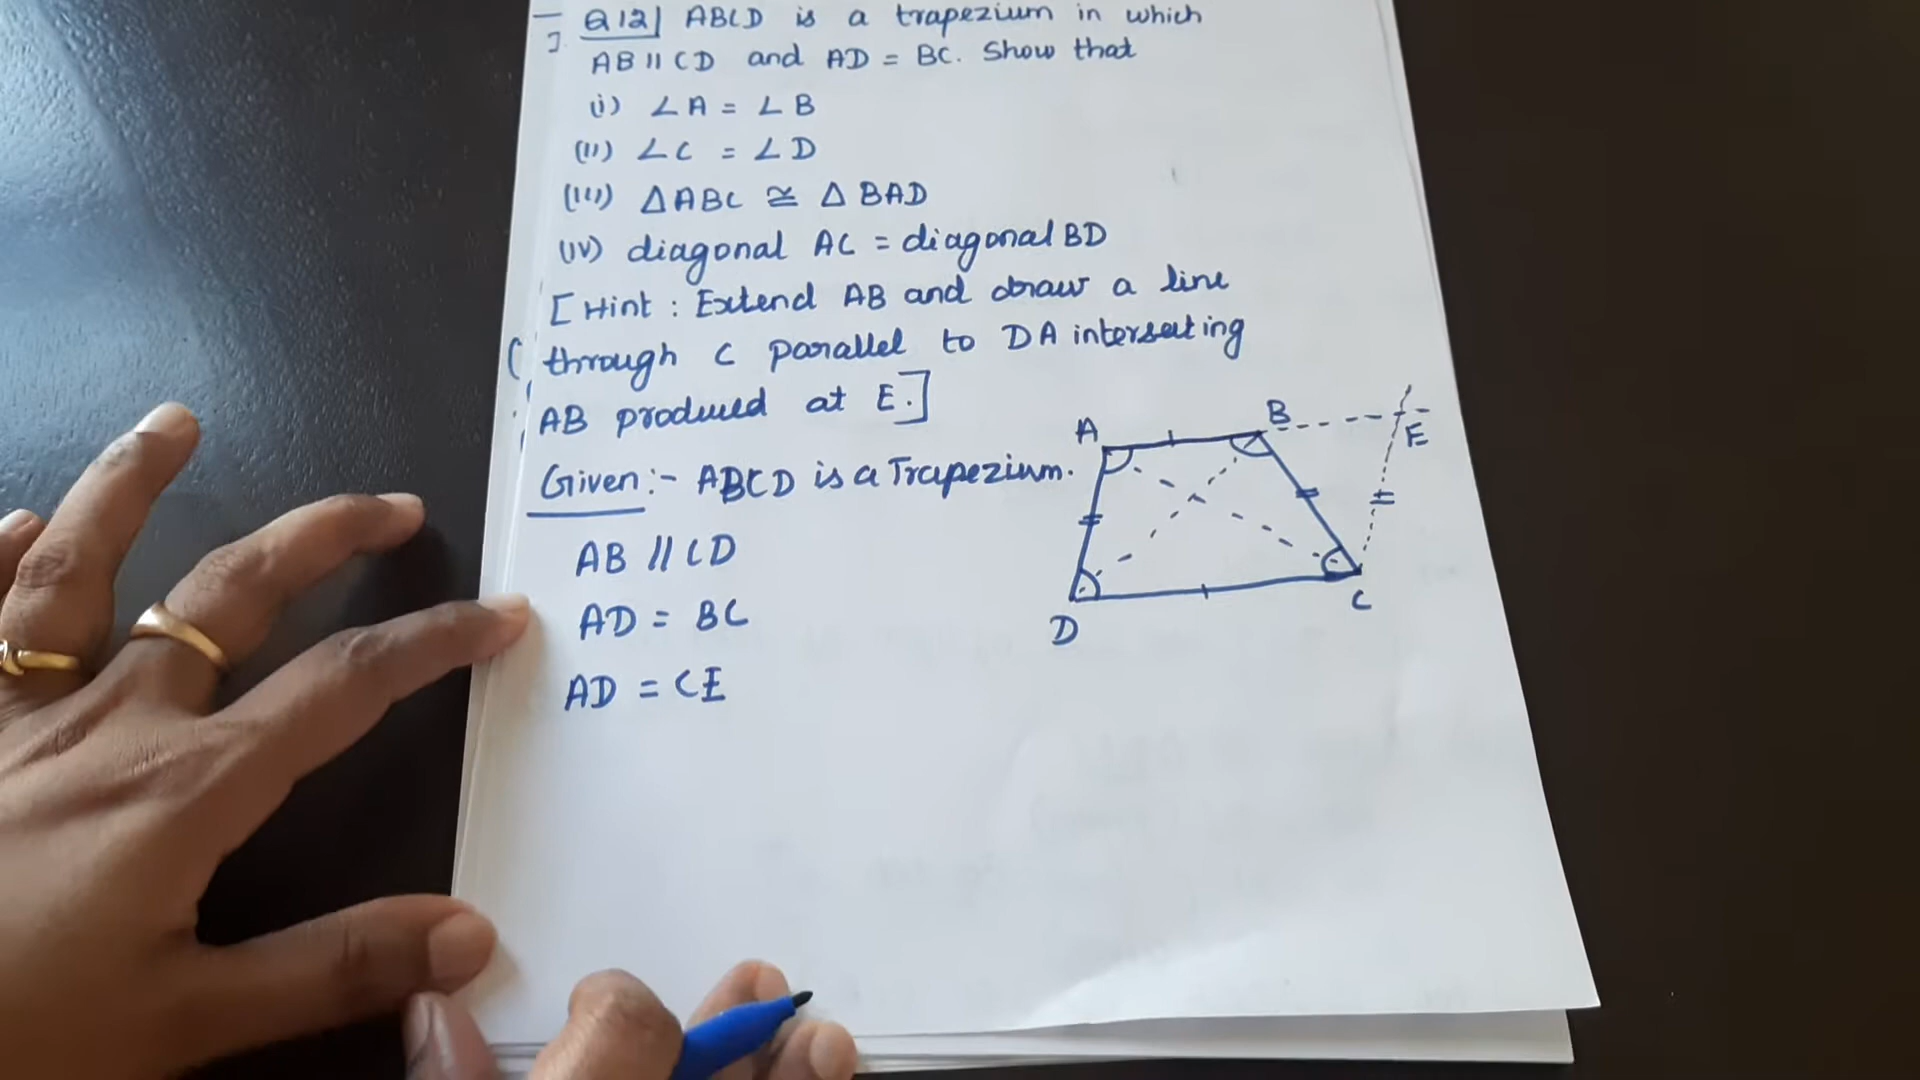 Q12] ABCD is a trapezium in which
AB || CD and AD = BC. Show that
(i) ∠A = ∠B
(ii) ∠C = ∠D
(iii) ΔABC ≅ ΔBAD
(iv) diagonal AC = diagonal BD
[Hint : Extend AB and draw a line
through C parallel to DA intersecting
AB produced at E.]
Given :- ABCD is a Trapezium.
AB // CD
AD = BC
AD = CE
A
B
E
D
C